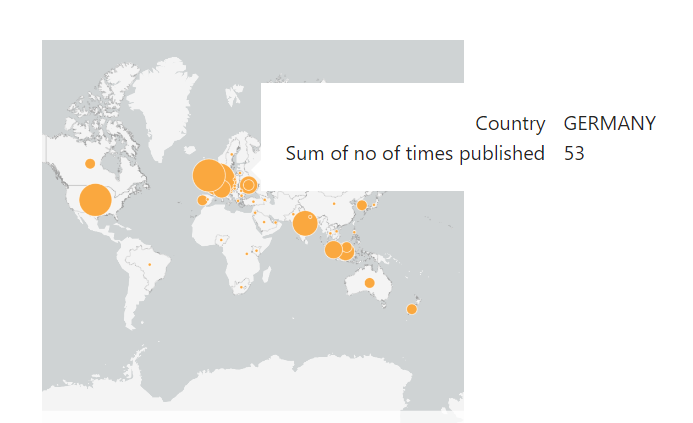 Country GERMANY
Sum of no of times published 53